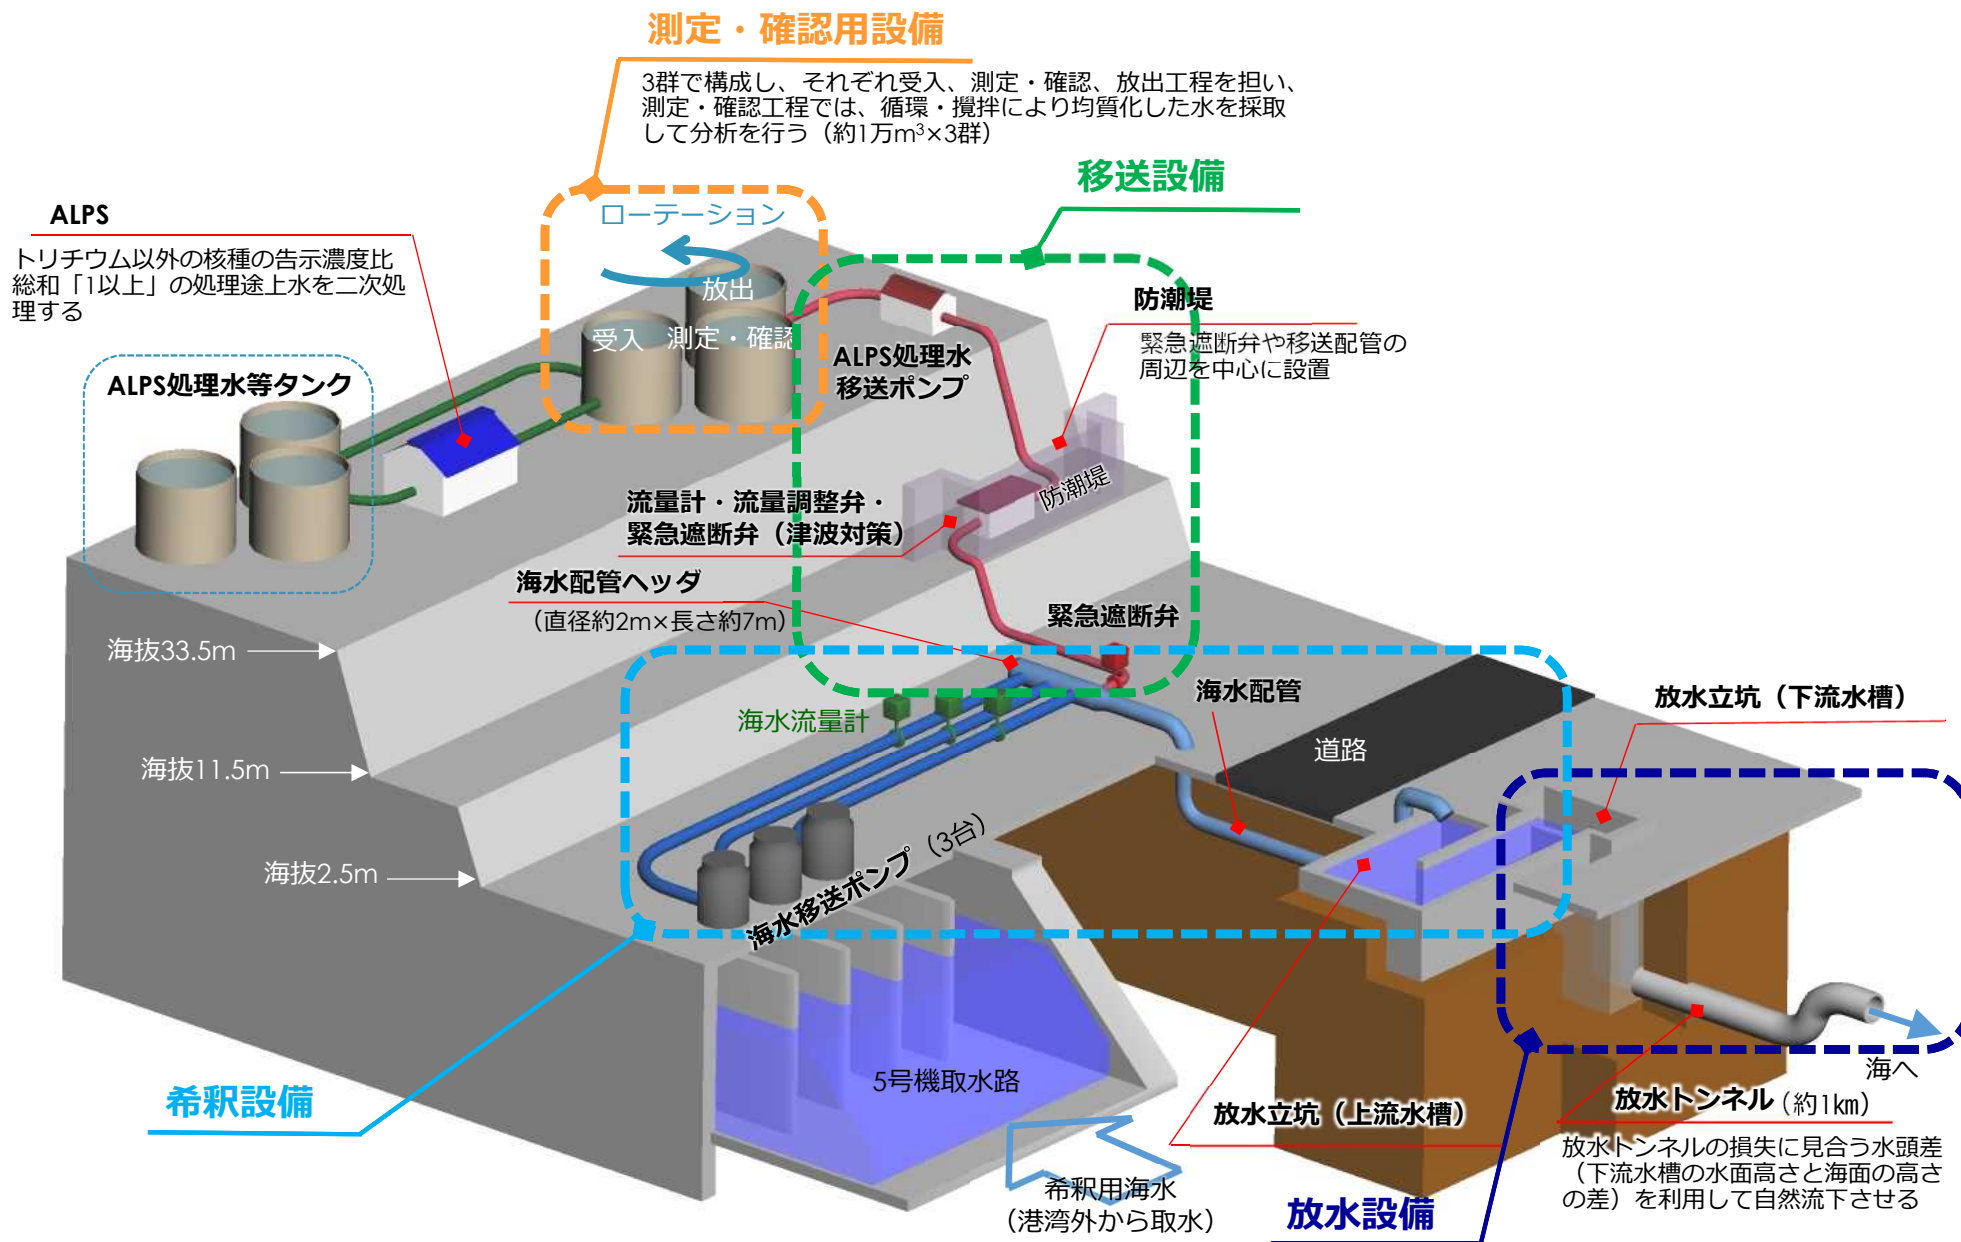 測定・確認用設備
3群で構成し、それぞれ受入、測定・確認、放出工程を担い、
測定・確認工程では、循環・攪拌により均質化した水を採取
して分析を行う（約1万m³×3群）
移送設備
ALPS
トリチウム以外の核種の告示濃度比
総和「1以上」の処理途上水を二次処
理する
ローテーション
放出
受入
測定・確認
防潮堤
緊急遮断弁や移送配管の
周辺を中心に設置
ALPS処理水等タンク
ALPS処理水
移送ポンプ
防潮堤
流量計・流量調整弁・
緊急遮断弁（津波対策）
海水配管ヘッダ
（直径約2m×長さ約7m）
緊急遮断弁
海抜33.5m
海水流量計
海水配管
放水立坑（下流水槽）
道路
海抜11.5m
海抜2.5m
海水移送ポンプ（3台）
5号機取水路
海へ
希釈設備
放水立坑（上流水槽）
放水トンネル（約1㎞）
放水トンネルの損失に見合う水頭差
（下流水槽の水面高さと海面の高さ
の差）を利用して自然流下させる
希釈用海水
（港湾外から取水）
放水設備